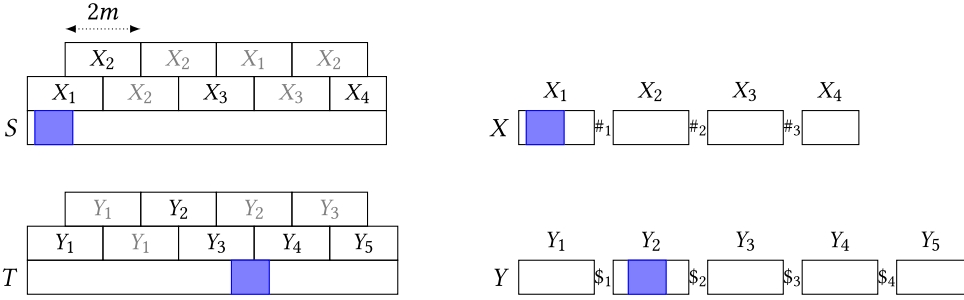 2m
X₂ X₂ X₁ X₂
X₁ X₂ X₃ X₃ X₄
S
Y₁ Y₂ Y₂ Y₃
Y₁ Y₁ Y₃ Y₄ Y₅
T
X₁ X₂ X₃ X₄
X #₁ #₂ #₃
Y₁ Y₂ Y₃ Y₄ Y₅
Y $₁ $₂ $₃ $₄